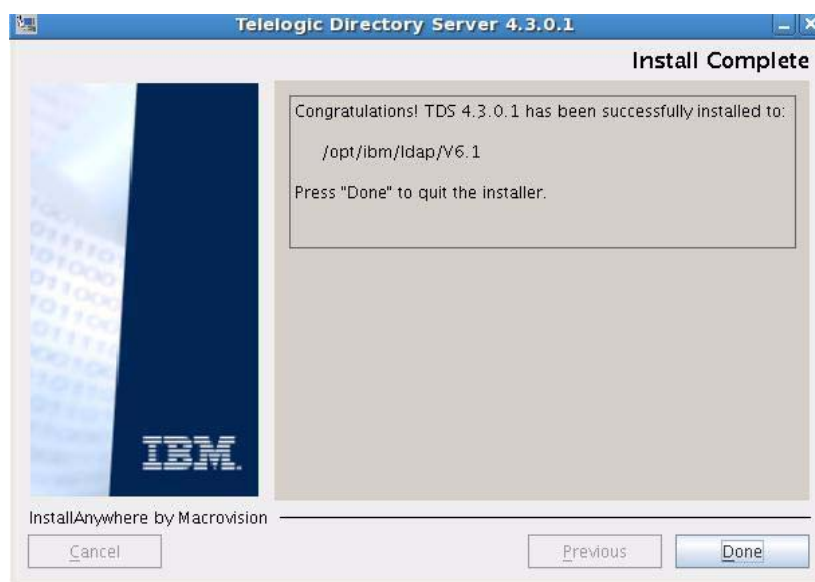 Telelogic Directory Server 4.3.0.1
Install Complete
Congratulations! TDS 4.3.0.1 has been successfully installed to:
/opt/ibm/ldap/V6.1
Press "Done" to quit the installer.
IBM.
InstallAnywhere by Macrovision
Cancel
Previous
Done